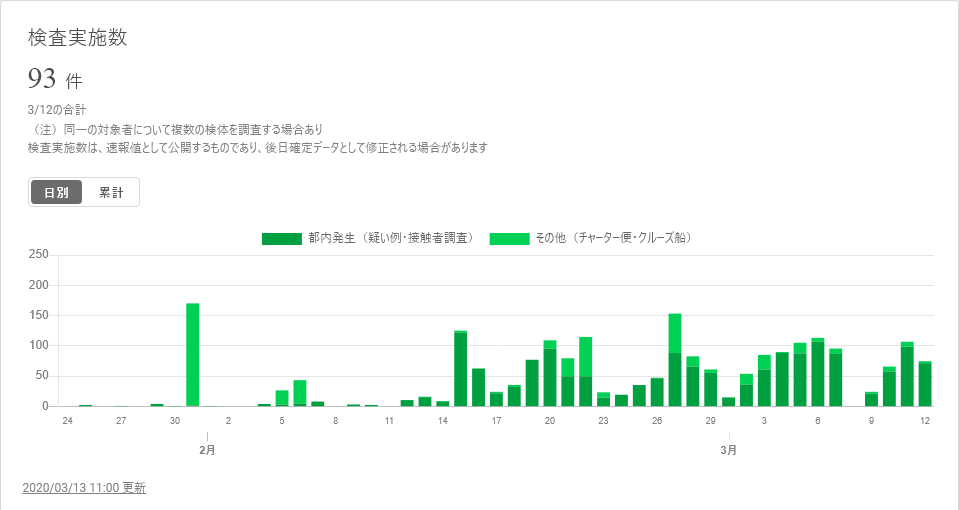 検査実施数
93 件
3/12の合計
（注）同一の対象者について複数の検体を調査する場合あり
検査実施数は、速報値として公開するものであり、後日確定データとして修正される場合があります
日別 累計
都内発生（疑い例・接触者調査） その他（チャーター便・クルーズ船）
250
200
150
100
50
0
24 27 30 2 5 8 11 14 17 20 23 26 29 3 6 9 12
2月 3月
2020/03/13 11:00 更新